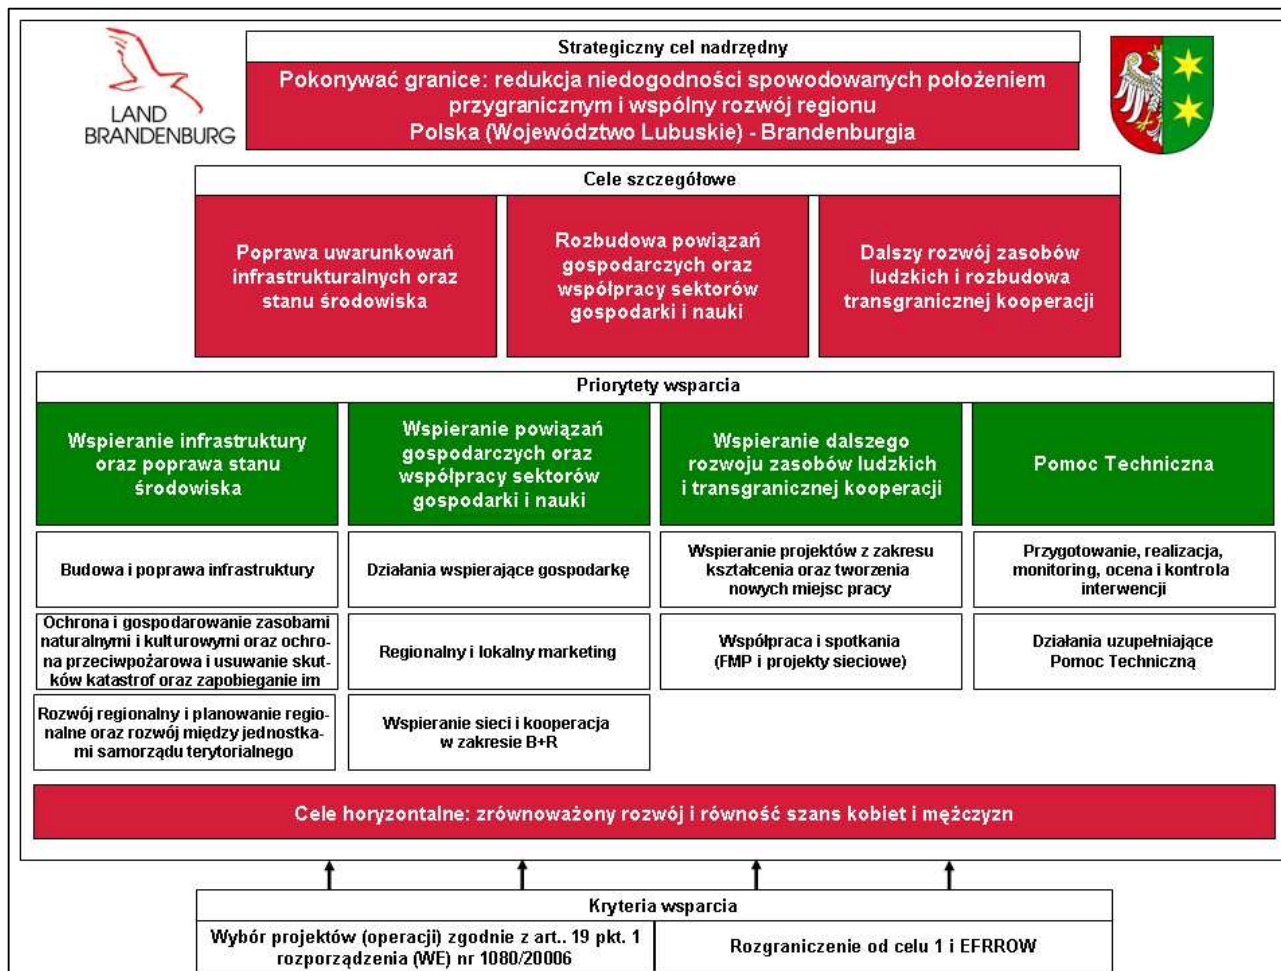 LAND
BRANDENBURG
Strategiczny cel nadrzędny
Pokonywać granice: redukcja niedogodności spowodowanych położeniem
przygranicznym i wspólny rozwój regionu
Polska (Województwo Lubuskie) - Brandenburgia
Cele szczegółowe
Poprawa uwarunkowań
infrastrukturalnych oraz
stanu środowiska
Rozbudowa powiązań
gospodarczych oraz
współpracy sektorów
gospodarki i nauki
Dalszy rozwój zasobów
ludzkich i rozbudowa
transgranicznej kooperacji
Priorytety wsparcia
Wspieranie infrastruktury
oraz poprawa stanu
środowiska
Wspieranie powiązań
gospodarczych oraz
współpracy sektorów
gospodarki i nauki
Wspieranie dalszego
rozwoju zasobów ludzkich
i transgranicznej kooperacji
Pomoc Techniczna
Budowa i poprawa infrastruktury
Działania wspierające gospodarkę
Wspieranie projektów z zakresu
kształcenia oraz tworzenia
nowych miejsc pracy
Przygotowanie, realizacja,
monitoring, ocena i kontrola
interwencji
Ochrona i gospodarowanie zasobami
naturalnymi i kulturowymi oraz ochro-
na przeciwpożarowa i usuwanie skut-
ków katastrof oraz zapobieganie im
Regionalny i lokalny marketing
Współpraca i spotkania
(FMP i projekty sieciowe)
Działania uzupełniające
Pomoc Techniczną
Rozwój regionalny i planowanie regio-
nalne oraz rozwój między jednostka-
mi samorządu terytorialnego
Wspieranie sieci i kooperacja
w zakresie B+R
Cele horyzontalne: zrównoważony rozwój i równość szans kobiet i mężczyzn
Kryteria wsparcia
Wybór projektów (operacji) zgodnie z art.. 19 pkt. 1
rozporządzenia (WE) nr 1080/20006
Rozgraniczenie od celu 1 i EFRROW